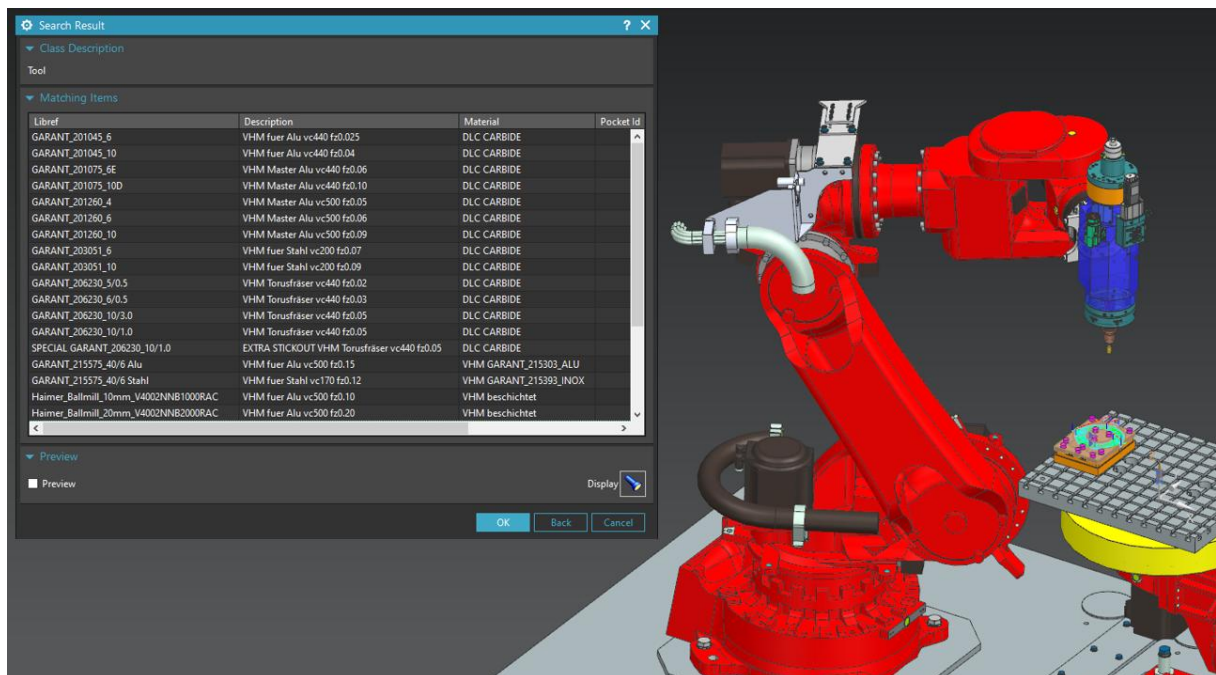 Search Result ? ×
Class Description
Tool
Matching Items
Libref Description Material Pocket Id
GARANT_201045_6 VHM fuer Alu vc440 fz0.025 DLC CARBIDE
GARANT_201045_10 VHM fuer Alu vc440 fz0.04 DLC CARBIDE
GARANT_201075_6E VHM Master Alu vc440 fz0.06 DLC CARBIDE
GARANT_201075_10D VHM Master Alu vc440 fz0.10 DLC CARBIDE
GARANT_201260_4 VHM Master Alu vc500 fz0.05 DLC CARBIDE
GARANT_201260_6 VHM Master Alu vc500 fz0.06 DLC CARBIDE
GARANT_201260_10 VHM Master Alu vc500 fz0.09 DLC CARBIDE
GARANT_203051_6 VHM fuer Stahl vc200 fz0.07 DLC CARBIDE
GARANT_203051_10 VHM fuer Stahl vc200 fz0.09 DLC CARBIDE
GARANT_206230_5/0.5 VHM Torusfräser vc440 fz0.02 DLC CARBIDE
GARANT_206230_6/0.5 VHM Torusfräser vc440 fz0.03 DLC CARBIDE
GARANT_206230_10/3.0 VHM Torusfräser vc440 fz0.05 DLC CARBIDE
GARANT_206230_10/1.0 VHM Torusfräser vc440 fz0.05 DLC CARBIDE
SPECIAL GARANT_206230_10/1.0 EXTRA STICKOUT VHM Torusfräser vc440 fz0.05 DLC CARBIDE
GARANT_215575_40/6 Alu VHM fuer Alu vc500 fz0.15 VHM GARANT_215303_ALU
GARANT_215575_40/6 Stahl VHM fuer Stahl vc170 fz0.12 VHM GARANT_215393_INOX
Haimer_Ballmill_10mm_V4002NNB1000RAC VHM fuer Alu vc500 fz0.10 VHM beschichtet
Haimer_Ballmill_20mm_V4002NNB2000RAC VHM fuer Alu vc500 fz0.20 VHM beschichtet
Preview
Preview Display
OK Back Cancel